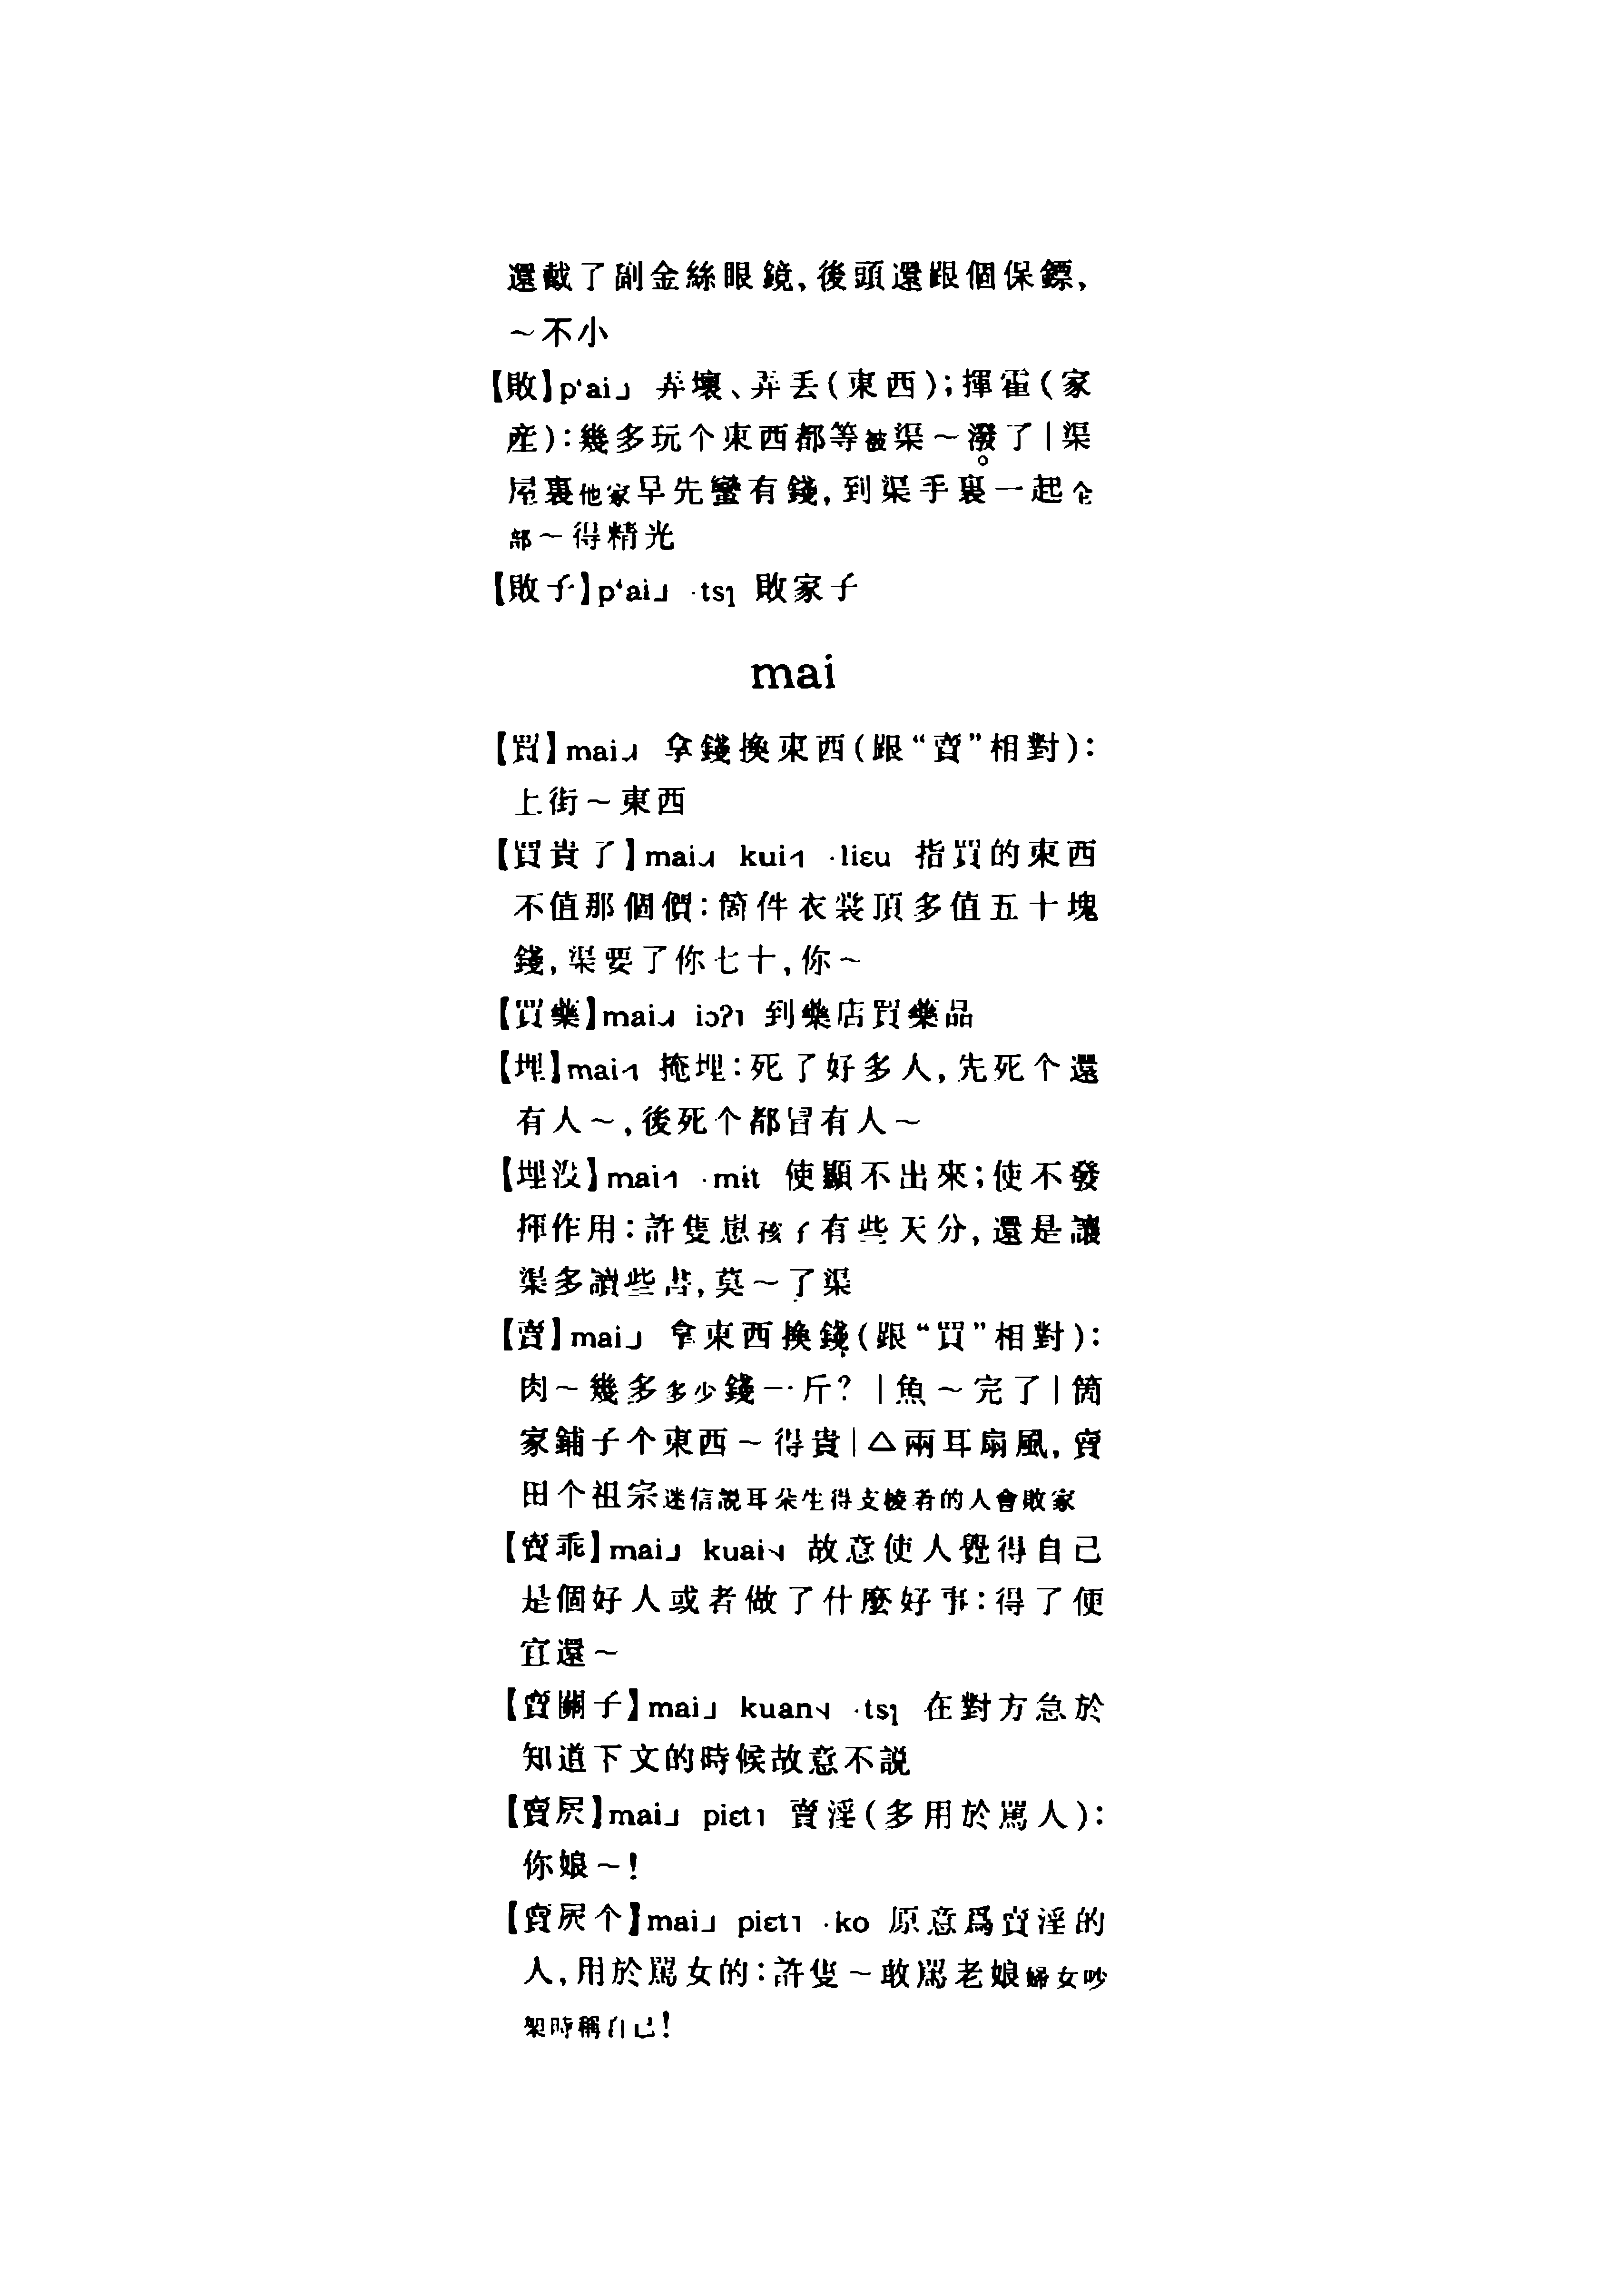 還戴了副金絲眼鏡，後頭還跟個保鏢，
～不小
【敗】pʻai˩ 弄壞、弄丟（東西）；揮霍（家
産）：幾多玩个東西都等被渠～潑了｜渠
屋裏他家早先蠻有錢，到渠手裏一起全
部～得精光
【敗子】pʻai˩ ·tsɿ 敗家子
mai
【買】mai˨˩˧ 拿錢换東西（跟“賣”相對）：
上街～東西
【買貴了】mai˨˩˧ kui˧˥ ·liɛu 指買的東西
不值那個價：箇件衣裳頂多值五十塊
錢，渠要了你七十，你～
【買藥】mai˨˩˧ iɔʔ˥ 到藥店買藥品
【埋】mai˧˥ 掩埋：死了好多人，先死个還
有人～，後死个都冒有人～
【埋没】mai˧˥ ·mit 使顯不出來；使不發
揮作用：許隻崽孩子有些天分，還是讓
渠多讀些書，莫～了渠
【賣】mai˩ 拿東西换錢（跟“買”相對）：
肉～幾多多少錢一斤？｜魚～完了｜箇
家鋪子个東西～得貴｜△兩耳扇風，賣
田个祖宗迷信説耳朵生得支棱着的人會敗家
【賣乖】mai˩ kuai˦˨ 故意使人覺得自己
是個好人或者做了什麽好事：得了便
宜還～
【賣關子】mai˩ kuan˦˨ ·tsɿ 在對方急於
知道下文的時候故意不説
【賣屄】mai˩ piɛt˥ 賣淫（多用於駡人）：
你娘～！
【賣屄个】mai˩ piɛt˥ ·ko 原意爲賣淫的
人，用於駡女的：許隻～敢駡老娘婦女吵
架時稱自己！